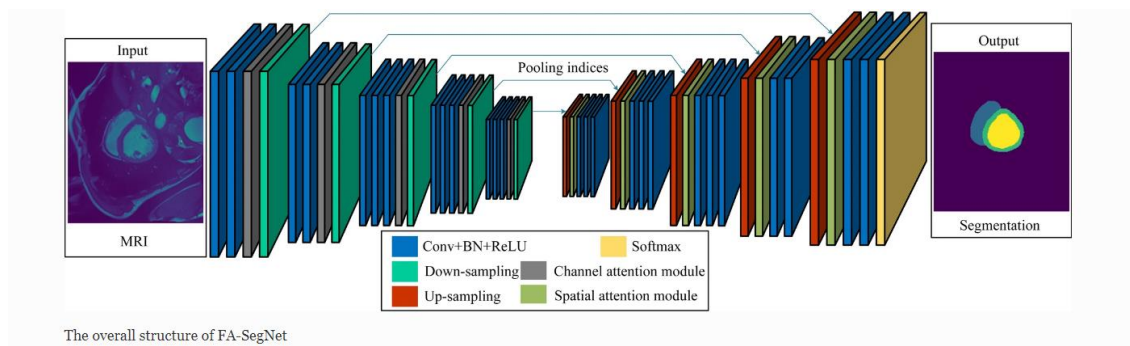 Input
MRI
Pooling indices
Output
Segmentation
Conv+BN+ReLU
Softmax
Down-sampling
Channel attention module
Up-sampling
Spatial attention module
The overall structure of FA-SegNet